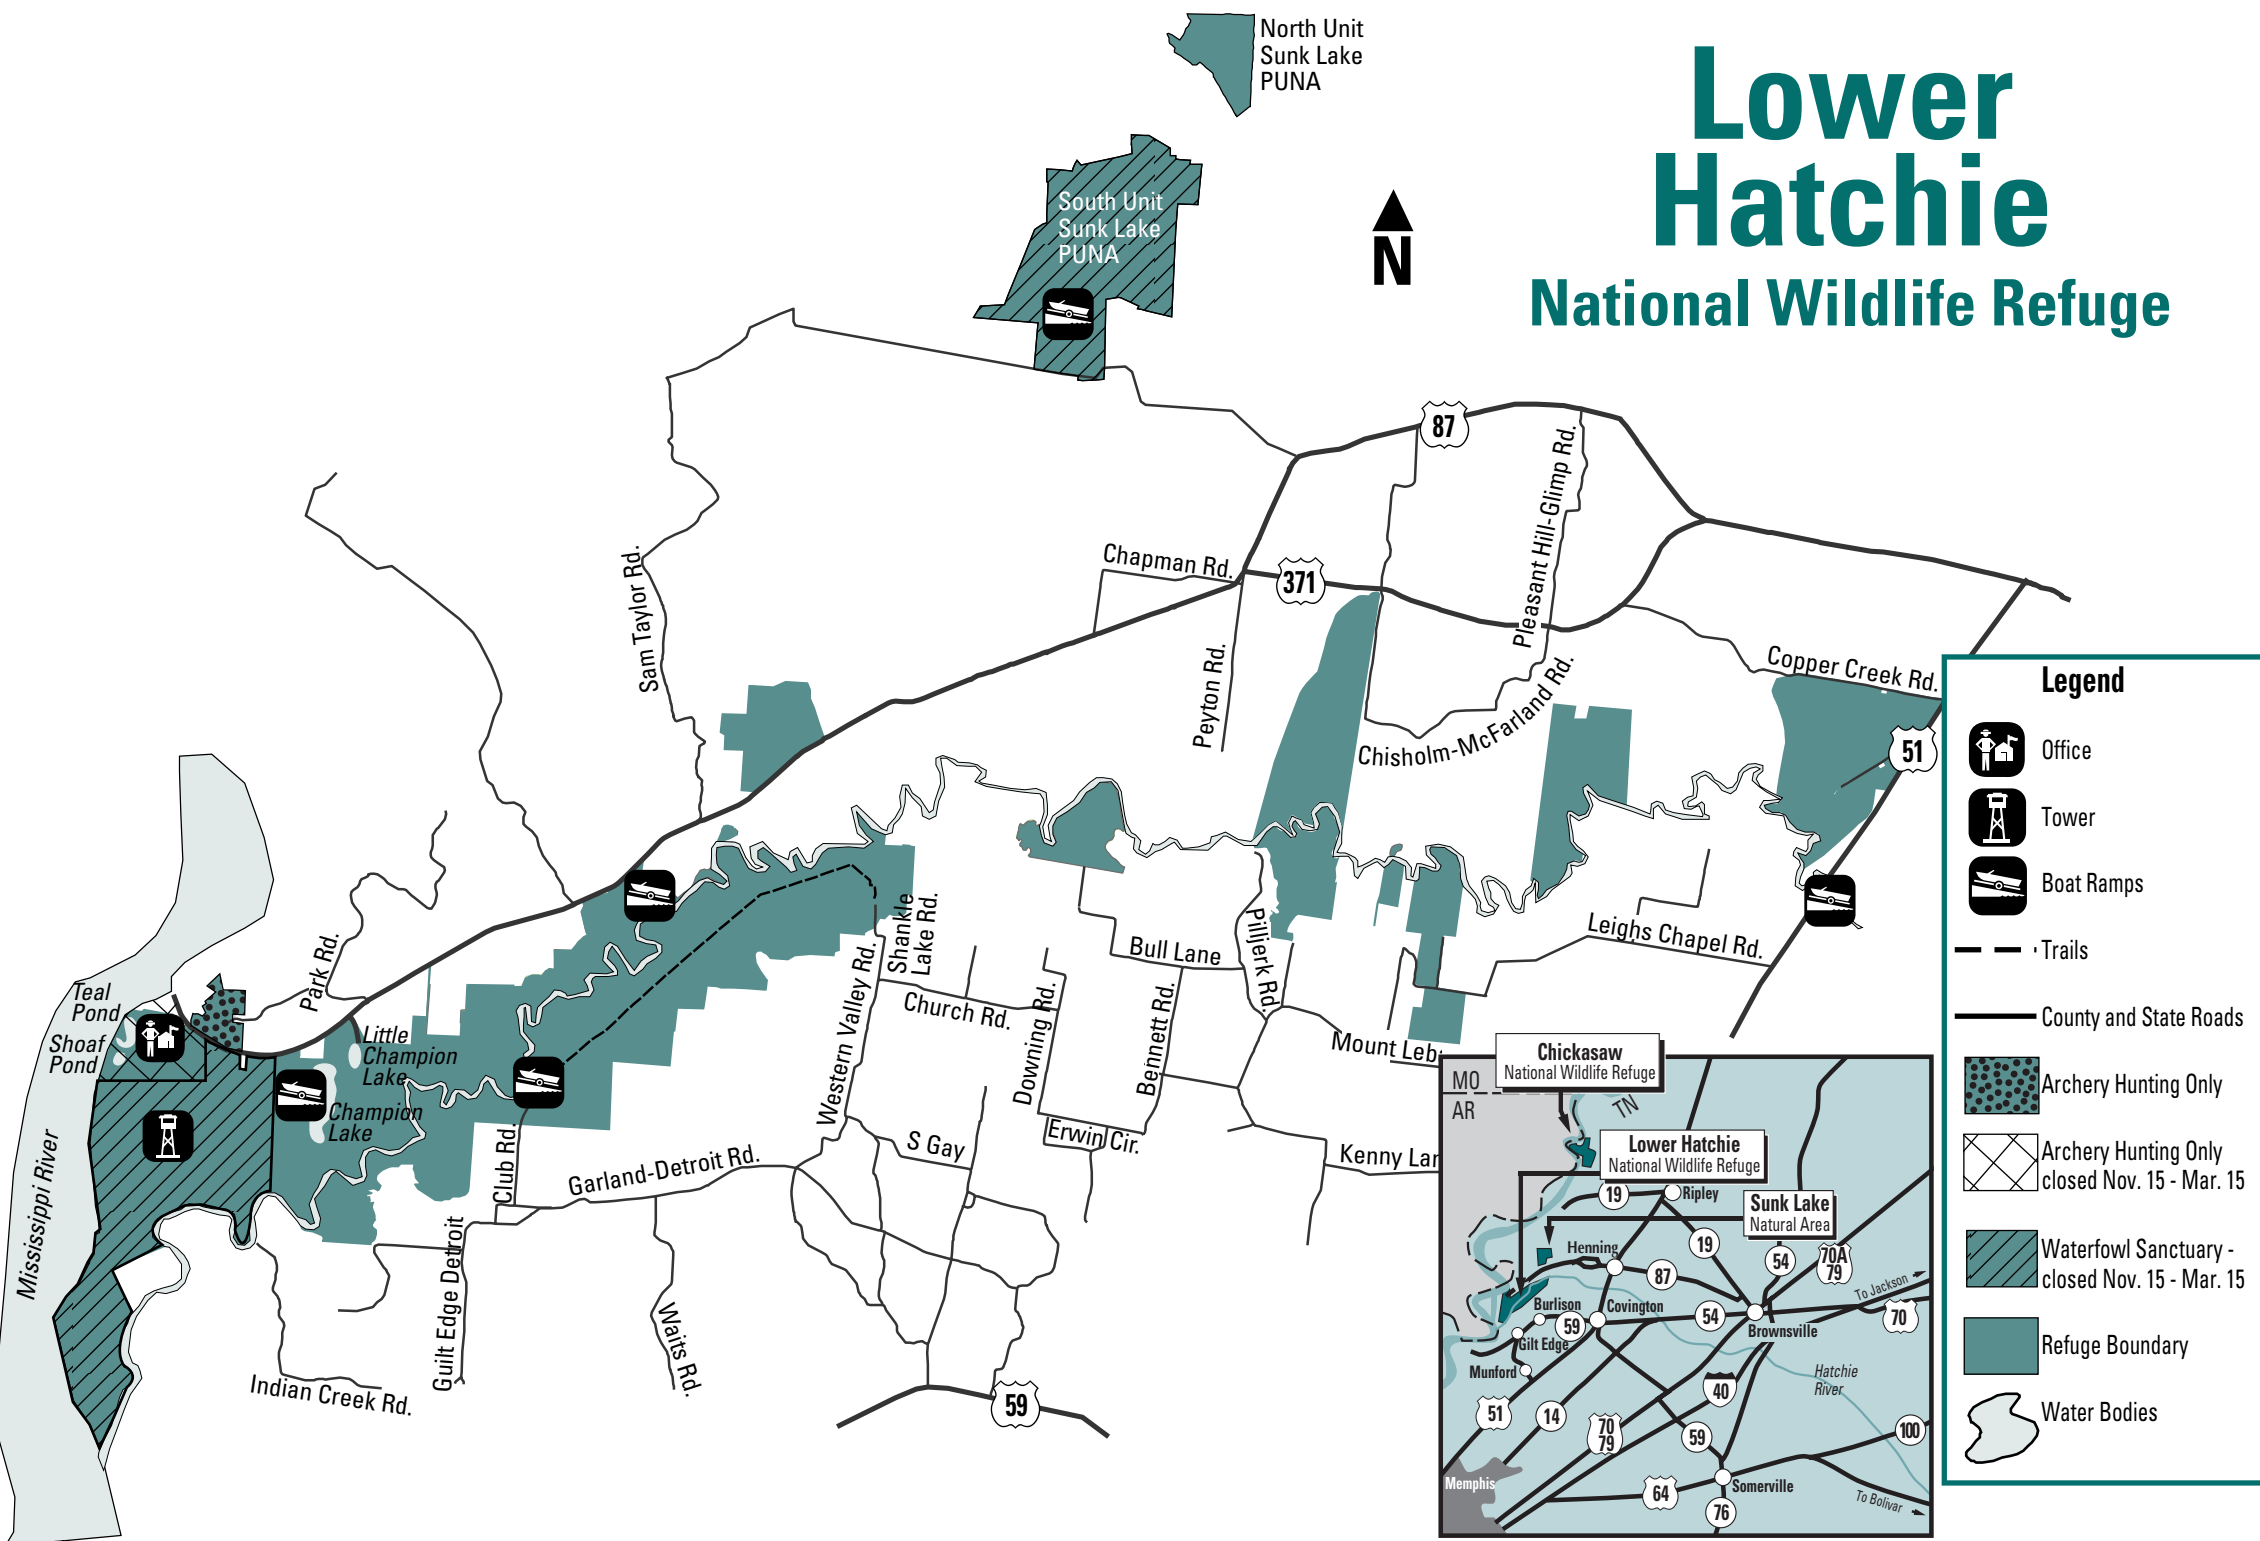 North Unit
Sunk Lake
PUNA
Lower
Hatchie
National Wildlife Refuge
South Unit
Sunk Lake
PUNA
N
87
Pleasant Hill-Glimp Rd.
Chapman Rd.
371
Sam Taylor Rd.
Peyton Rd.
Chisholm-McFarland Rd.
Copper Creek Rd.
51
Legend
Office
Tower
Boat Ramps
Trails
County and State Roads
Archery Hunting Only
Archery Hunting Only
closed Nov. 15 - Mar. 15
Waterfowl Sanctuary -
closed Nov. 15 - Mar. 15
Refuge Boundary
Water Bodies
Park Rd.
Teal
Pond
Shoaf
Pond
Little
Champion
Lake
Champion
Lake
Mississippi River
Shankle
Lake Rd.
Western Valley Rd.
Church Rd.
Bull Lane
Pilljerk Rd.
Leighs Chapel Rd.
Downing Rd.
Bennett Rd.
Mount Leb
Erwin Cir.
S Gay
Kenny Lan
Club Rd.
Garland-Detroit Rd.
Guilt Edge Detroit
Waits Rd.
Indian Creek Rd.
59
Chickasaw
National Wildlife Refuge
MO
AR
TN
Lower Hatchie
National Wildlife Refuge
19
Ripley
Sunk Lake
Natural Area
Henning
19
54
70A
79
87
To Jackson
Burlison
59
Covington
54
70
Brownsville
Gilt Edge
Munford
Hatchie
River
40
51
14
70
79
59
100
Memphis
64
Somerville
76
To Bolivar